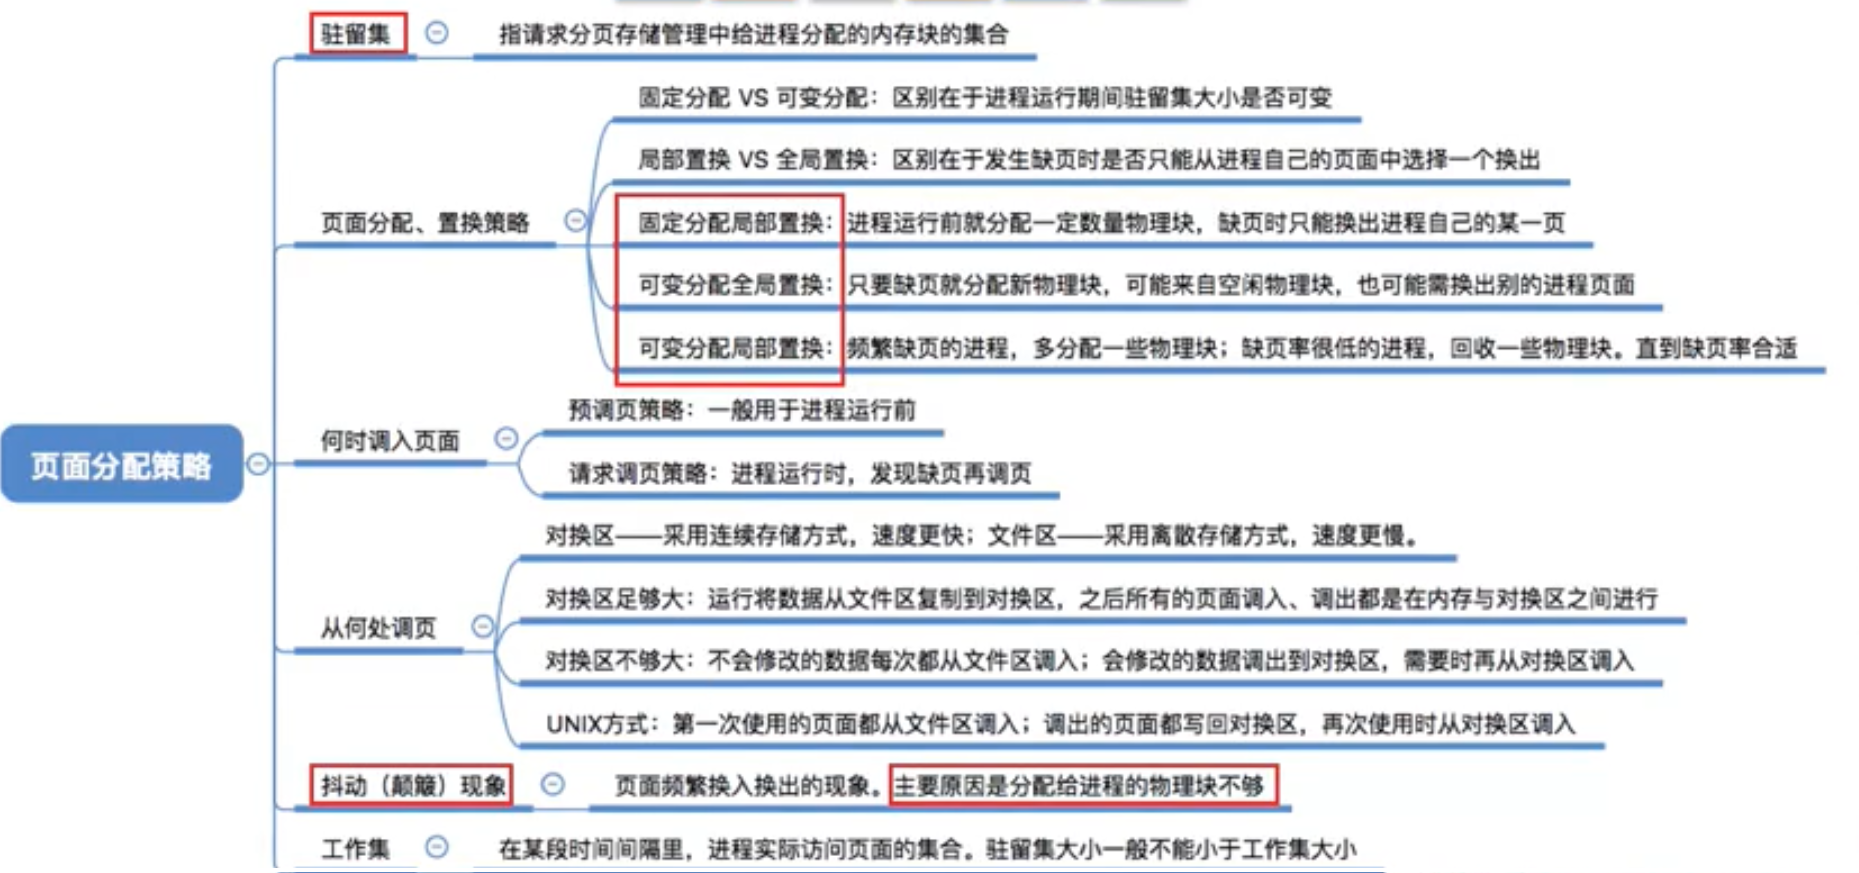 驻留集
指请求分页存储管理中给进程分配的内存块的集合
固定分配 VS 可变分配：区别在于进程运行期间驻留集大小是否可变
局部置换 VS 全局置换：区别在于发生缺页时是否只能从进程自己的页面中选择一个换出
页面分配、置换策略
固定分配局部置换：进程运行前就分配一定数量物理块，缺页时只能换出进程自己的某一页
可变分配全局置换：只要缺页就分配新物理块，可能来自空闲物理块，也可能需换出别的进程页面
可变分配局部置换：频繁缺页的进程，多分配一些物理块；缺页率很低的进程，回收一些物理块。直到缺页率合适
页面分配策略
何时调入页面
预调页策略：一般用于进程运行前
请求调页策略：进程运行时，发现缺页再调页
从何处调页
对换区——采用连续存储方式，速度更快；文件区——采用离散存储方式，速度更慢。
对换区足够大：运行将数据从文件区复制到对换区，之后所有的页面调入、调出都是在内存与对换区之间进行
对换区不够大：不会修改的数据每次都从文件区调入；会修改的数据调出到对换区，需要时再从对换区调入
UNIX方式：第一次使用的页面都从文件区调入；调出的页面都写回对换区，再次使用时从对换区调入
抖动（颠簸）现象
页面频繁换入换出的现象。主要原因是分配给进程的物理块不够
工作集
在某段时间间隔里，进程实际访问页面的集合。驻留集大小一般不能小于工作集大小